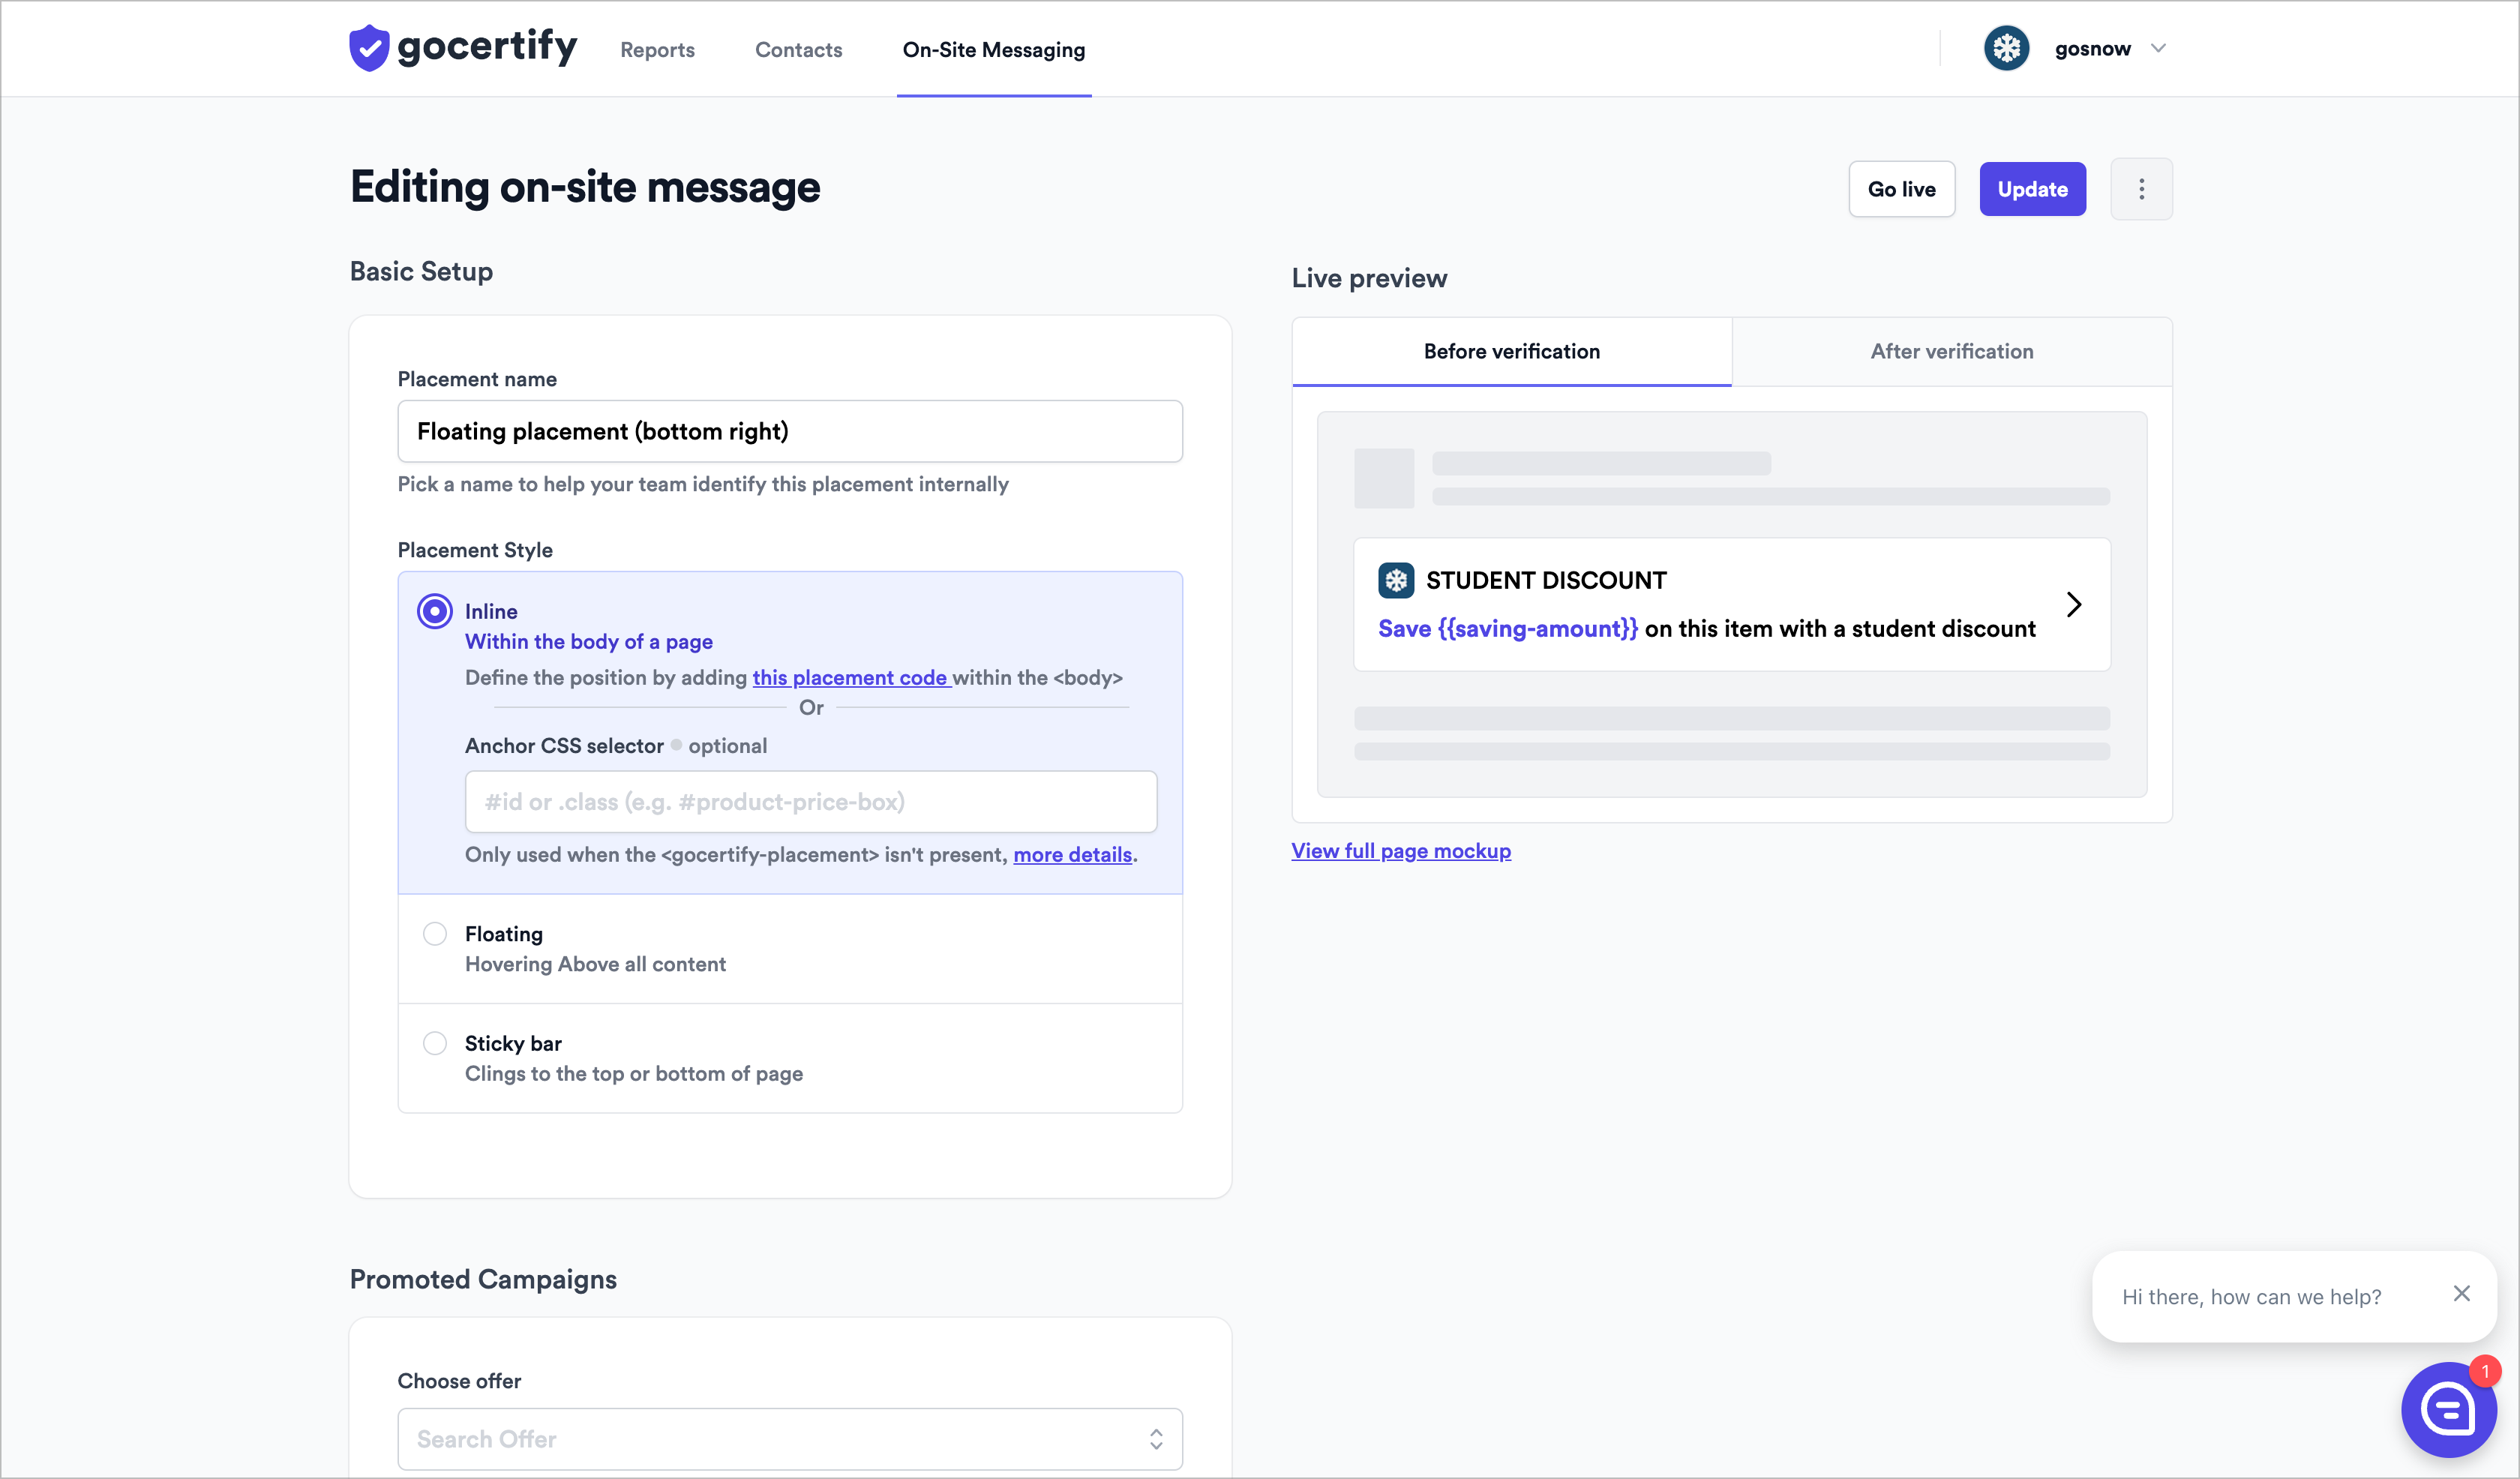 gocertify
Reports
Contacts
On-Site Messaging
gosnow
Editing on-site message
Go live
Update
Basic Setup
Placement name
Floating placement (bottom right)
Pick a name to help your team identify this placement internally
Placement Style
Inline
Within the body of a page
Define the position by adding this placement code within the <body>
Or
Anchor CSS selector optional
#id or .class (e.g. #product-price-box)
Only used when the <gocertify-placement> isn't present, more details.
Floating
Hovering Above all content
Sticky bar
Clings to the top or bottom of page
Live preview
Before verification
After verification
STUDENT DISCOUNT
Save {{saving-amount}} on this item with a student discount
View full page mockup
Promoted Campaigns
Choose offer
Search Offer
Hi there, how can we help?
1